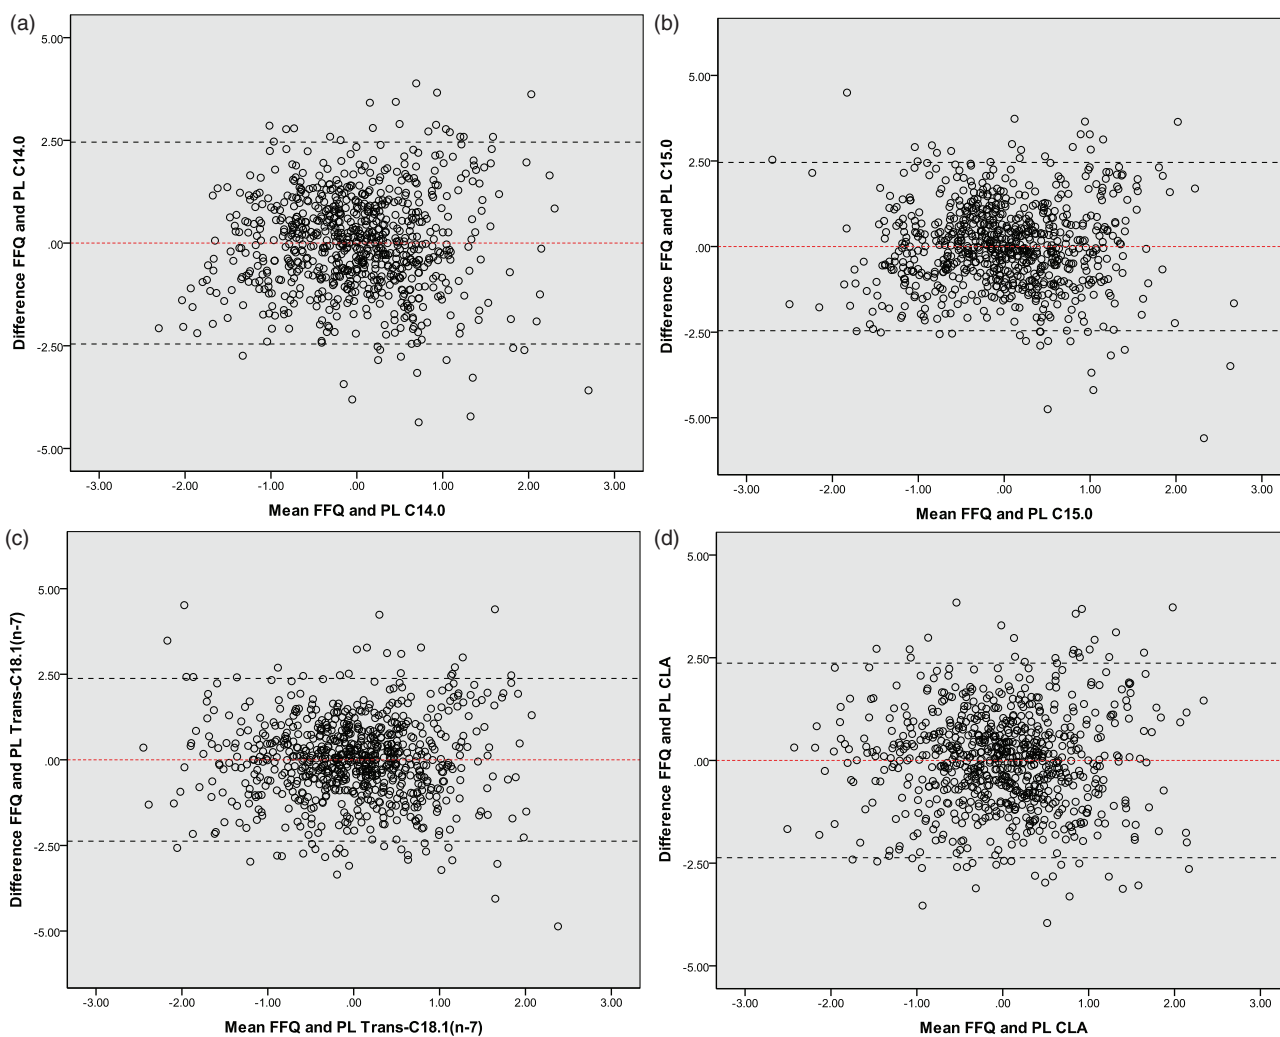 (a)
5.00
2.50
.00
-2.50
-5.00
Difference FFQ and PL C14.0
-3.00 -2.00 -1.00 .00 1.00 2.00 3.00
Mean FFQ and PL C14.0
(b)
5.00
2.50
.00
-2.50
-5.00
Difference FFQ and PL C15.0
-3.00 -2.00 -1.00 .00 1.00 2.00 3.00
Mean FFQ and PL C15.0
(c)
5.00
2.50
.00
-2.50
-5.00
Difference FFQ and PL Trans-C18.1(n-7)
-3.00 -2.00 -1.00 .00 1.00 2.00 3.00
Mean FFQ and PL Trans-C18.1(n-7)
(d)
5.00
2.50
.00
-2.50
-5.00
Difference FFQ and PL CLA
-3.00 -2.00 -1.00 .00 1.00 2.00 3.00
Mean FFQ and PL CLA